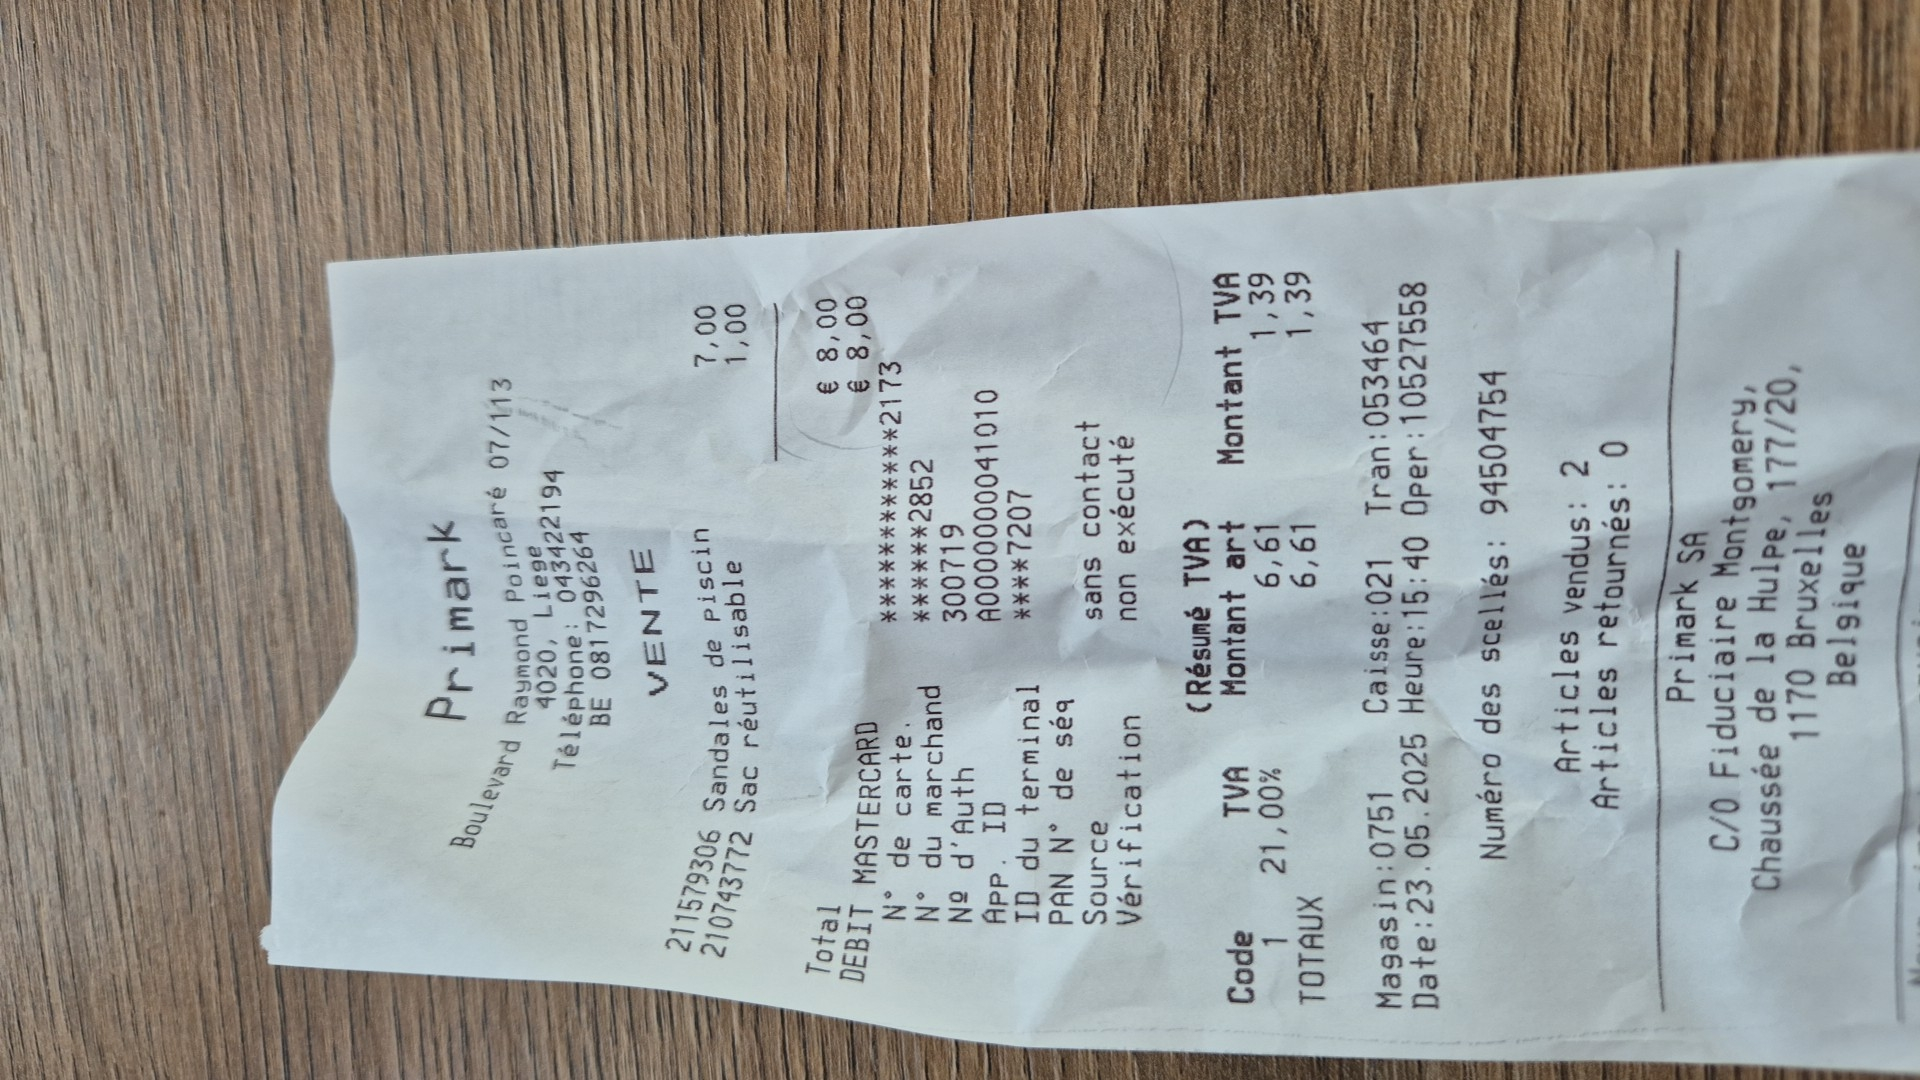 Primark
Boulevard Raymond Poincaré 07/113
4020, Liege
Téléphone: 043422194
BE 0817296264
VENTE
211579306 Sandales de piscin 7,00
210743772 Sac réutilisable 1,00
Total € 8,00
DEBIT MASTERCARD € 8,00
N° de carte. ************2173
N° du marchand ******2852
Nº d'Auth 300719
App. ID A0000000041010
ID du terminal ****7207
PAN N° de séq
Source sans contact
Vérification non exécuté
(Résumé TVA)
Code TVA Montant art Montant TVA
1 21,00% 6,61 1,39
TOTAUX 6,61 1,39
Magasin:0751 Caisse:021 Tran:053464
Date:23.05.2025 Heure:15:40 Oper:10527558
Numéro des scellés: 94504754
Articles vendus: 2
Articles retournés: 0
Primark SA
C/O Fiduciaire Montgomery,
Chaussée de la Hulpe, 177/20,
1170 Bruxelles
Belgique